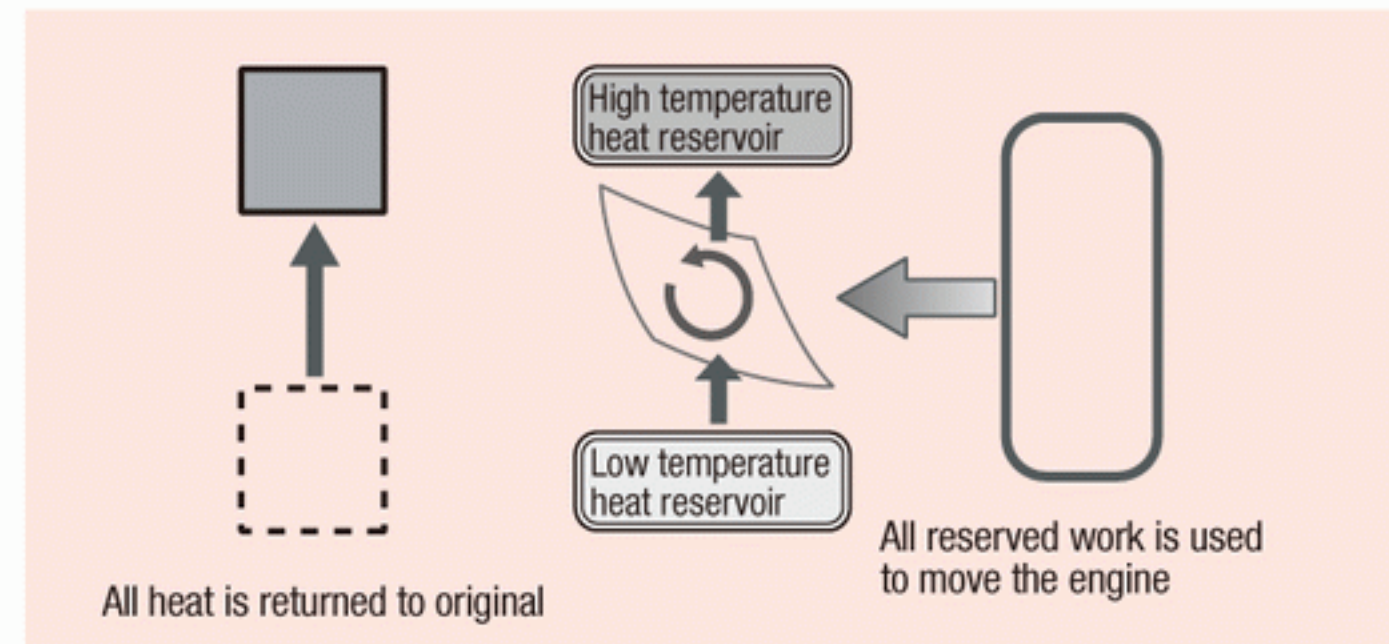 High temperature
heat reservoir
Low temperature
heat reservoir
All reserved work is used
to move the engine
All heat is returned to original